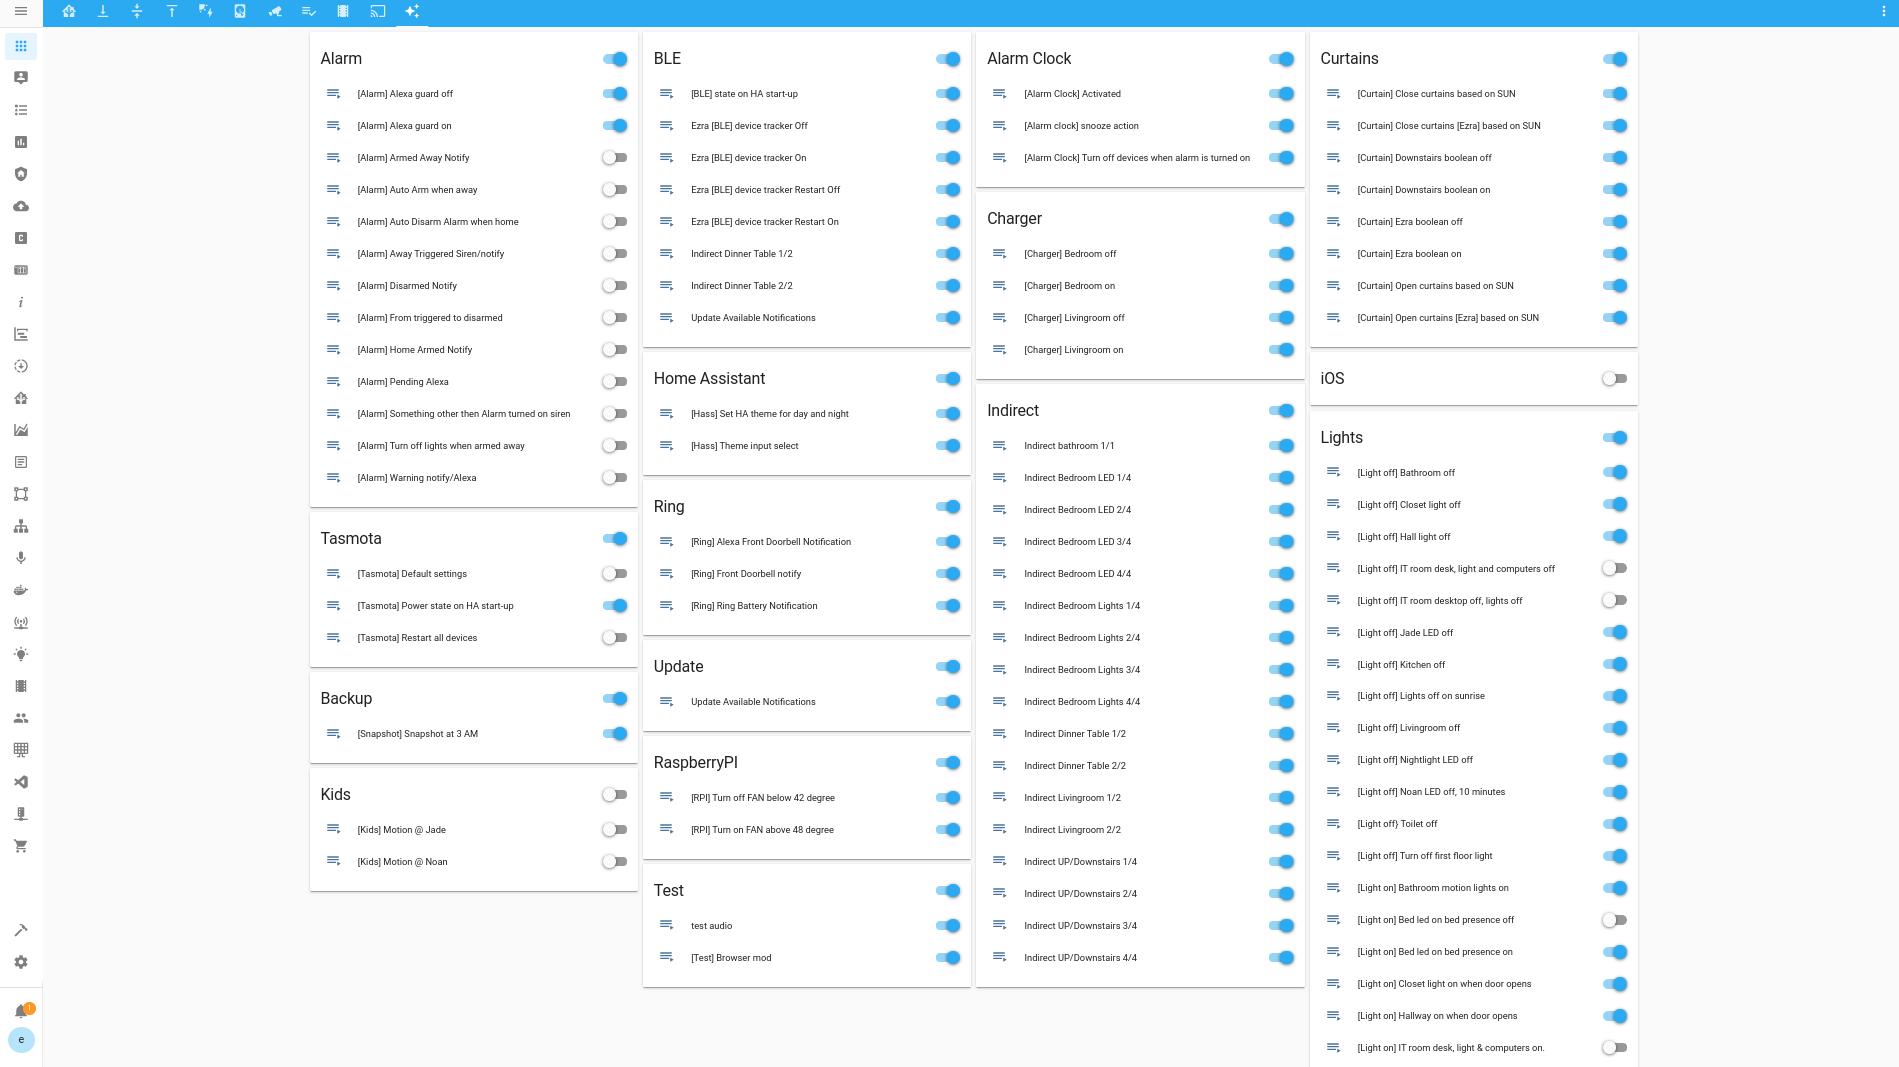 Alarm
[Alarm] Alexa guard off
[Alarm] Alexa guard on
[Alarm] Armed Away Notify
[Alarm] Auto Arm when away
[Alarm] Auto Disarm Alarm when home
[Alarm] Away Triggered Siren/notify
[Alarm] Disarmed Notify
[Alarm] From triggered to disarmed
[Alarm] Home Armed Notify
[Alarm] Pending Alexa
[Alarm] Something other then Alarm turned on siren
[Alarm] Turn off lights when armed away
[Alarm] Warning notify/Alexa
Tasmota
[Tasmota] Default settings
[Tasmota] Power state on HA start-up
[Tasmota] Restart all devices
Backup
[Snapshot] Snapshot at 3 AM
Kids
[Kids] Motion @ Jade
[Kids] Motion @ Noan
BLE
[BLE] state on HA start-up
Ezra [BLE] device tracker Off
Ezra [BLE] device tracker On
Ezra [BLE] device tracker Restart Off
Ezra [BLE] device tracker Restart On
Indirect Dinner Table 1/2
Indirect Dinner Table 2/2
Update Available Notifications
Home Assistant
[Hass] Set HA theme for day and night
[Hass] Theme input select
Ring
[Ring] Alexa Front Doorbell Notification
[Ring] Front Doorbell notify
[Ring] Ring Battery Notification
Update
Update Available Notifications
RaspberryPI
[RPI] Turn off FAN below 42 degree
[RPI] Turn on FAN above 48 degree
Test
test audio
[Test] Browser mod
Alarm Clock
[Alarm Clock] Activated
[Alarm clock] snooze action
[Alarm Clock] Turn off devices when alarm is turned on
Charger
[Charger] Bedroom off
[Charger] Bedroom on
[Charger] Livingroom off
[Charger] Livingroom on
Indirect
Indirect bathroom 1/1
Indirect Bedroom LED 1/4
Indirect Bedroom LED 2/4
Indirect Bedroom LED 3/4
Indirect Bedroom LED 4/4
Indirect Bedroom Lights 1/4
Indirect Bedroom Lights 2/4
Indirect Bedroom Lights 3/4
Indirect Bedroom Lights 4/4
Indirect Dinner Table 1/2
Indirect Dinner Table 2/2
Indirect Livingroom 1/2
Indirect Livingroom 2/2
Indirect UP/Downstairs 1/4
Indirect UP/Downstairs 2/4
Indirect UP/Downstairs 3/4
Indirect UP/Downstairs 4/4
Curtains
[Curtain] Close curtains based on SUN
[Curtain] Close curtains [Ezra] based on SUN
[Curtain] Downstairs boolean off
[Curtain] Downstairs boolean on
[Curtain] Ezra boolean off
[Curtain] Ezra boolean on
[Curtain] Open curtains based on SUN
[Curtain] Open curtains [Ezra] based on SUN
iOS
Lights
[Light off] Bathroom off
[Light off] Closet light off
[Light off] Hall light off
[Light off] IT room desk, light and computers off
[Light off] IT room desktop off, lights off
[Light off] Jade LED off
[Light off] Kitchen off
[Light off] Lights off on sunrise
[Light off] Livingroom off
[Light off] Nightlight LED off
[Light off] Noan LED off, 10 minutes
[Light off} Toilet off
[Light off] Turn off first floor light
[Light on] Bathroom motion lights on
[Light on] Bed led on bed presence off
[Light on] Bed led on bed presence on
[Light on] Closet light on when door opens
[Light on] Hallway on when door opens
[Light on] IT room desk, light & computers on.
1
e